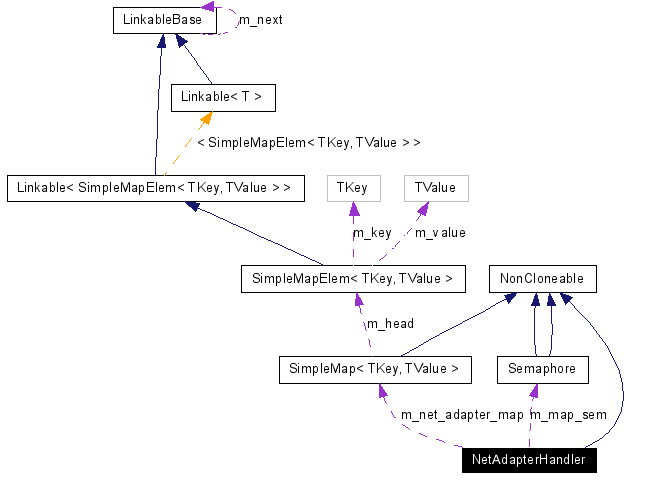 LinkableBase
m_next
Linkable< T >
< SimpleMapElem< TKey, TValue > >
Linkable< SimpleMapElem< TKey, TValue > >
TKey
TValue
m_key
m_value
SimpleMapElem< TKey, TValue >
NonCloneable
m_head
SimpleMap< TKey, TValue >
Semaphore
m_net_adapter_map
m_map_sem
NetAdapterHandler